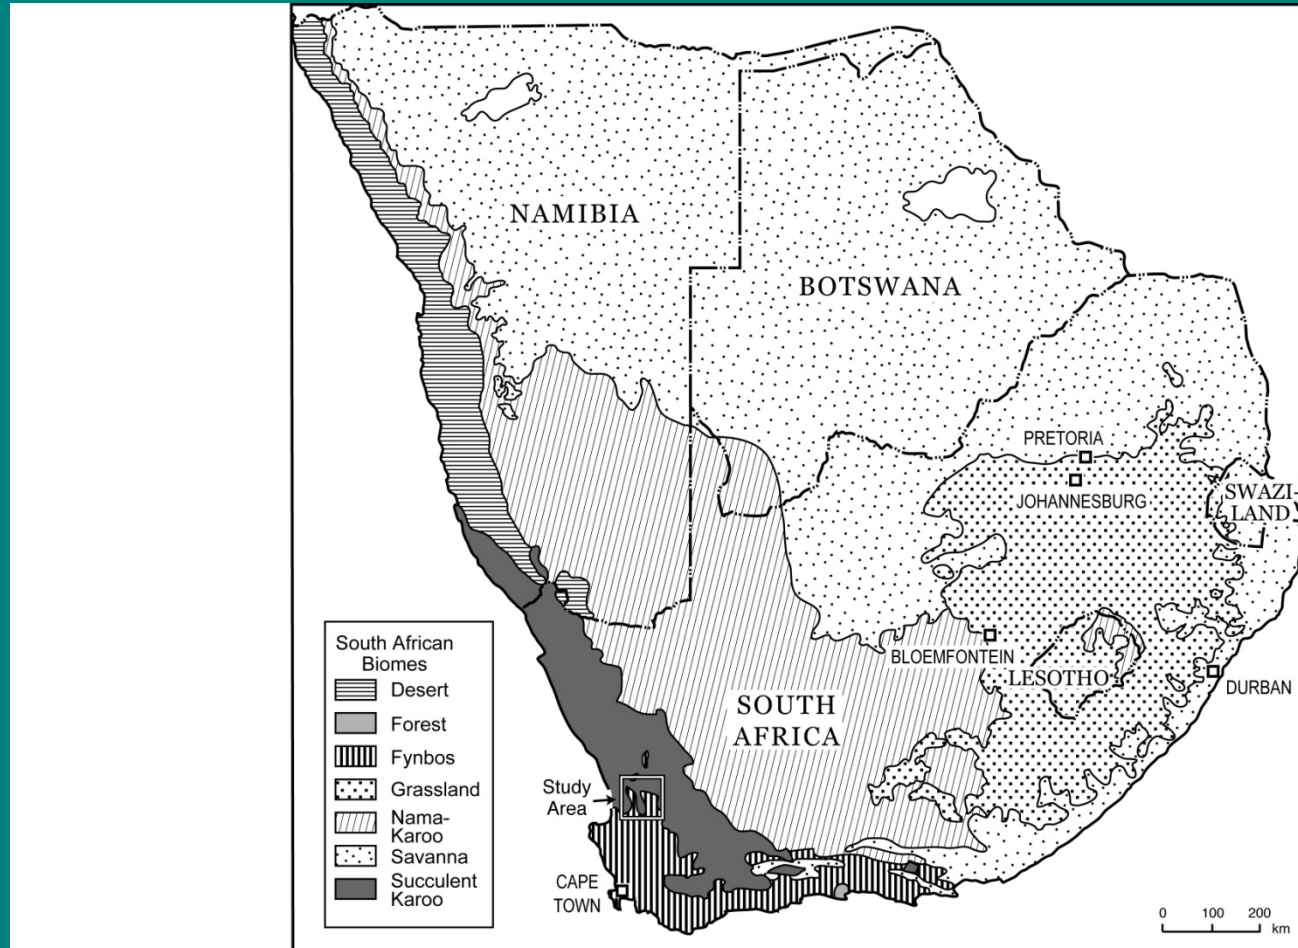 NAMIBIA
BOTSWANA
PRETORIA
JOHANNESBURG
SWAZI-
LAND
BLOEMFONTEIN
LESOTHO
DURBAN
SOUTH
AFRICA
South African
Biomes
Desert
Forest
Fynbos
Grassland
Nama-
Karoo
Savanna
Succulent
Karoo
Study
Area
CAPE
TOWN
0 100 200
km